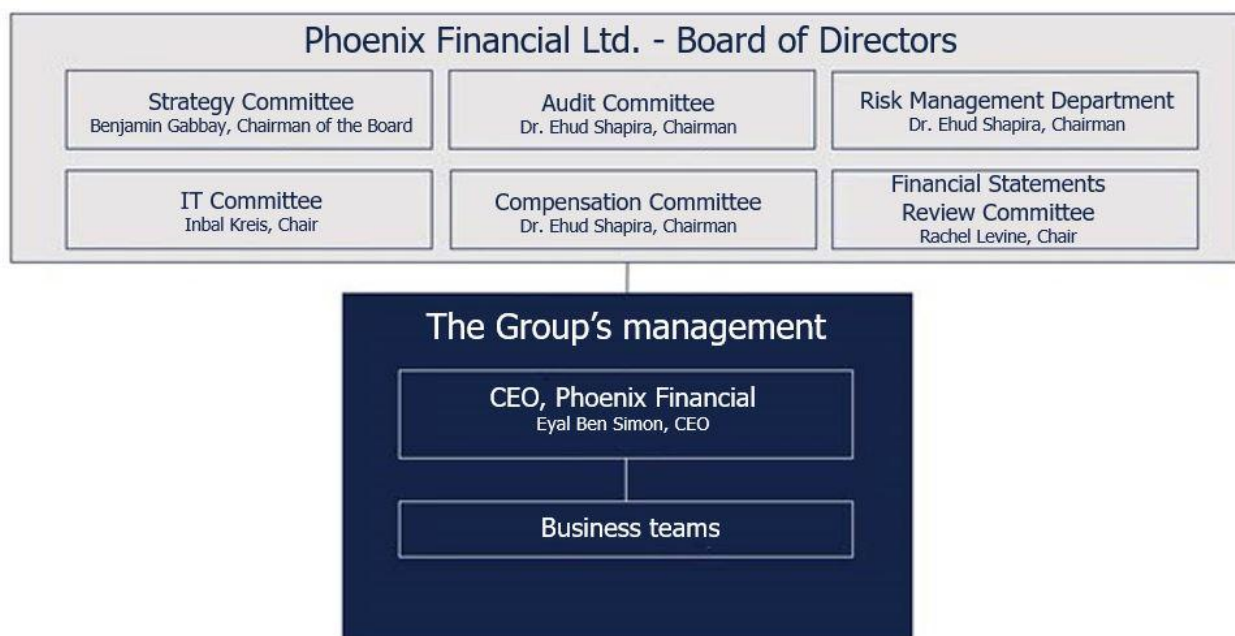 Phoenix Financial Ltd. - Board of Directors
Strategy Committee
Benjamin Gabbay, Chairman of the Board
Audit Committee
Dr. Ehud Shapira, Chairman
Risk Management Department
Dr. Ehud Shapira, Chairman
IT Committee
Inbal Kreis, Chair
Compensation Committee
Dr. Ehud Shapira, Chairman
Financial Statements
Review Committee
Rachel Levine, Chair
The Group’s management
CEO, Phoenix Financial
Eyal Ben Simon, CEO
Business teams